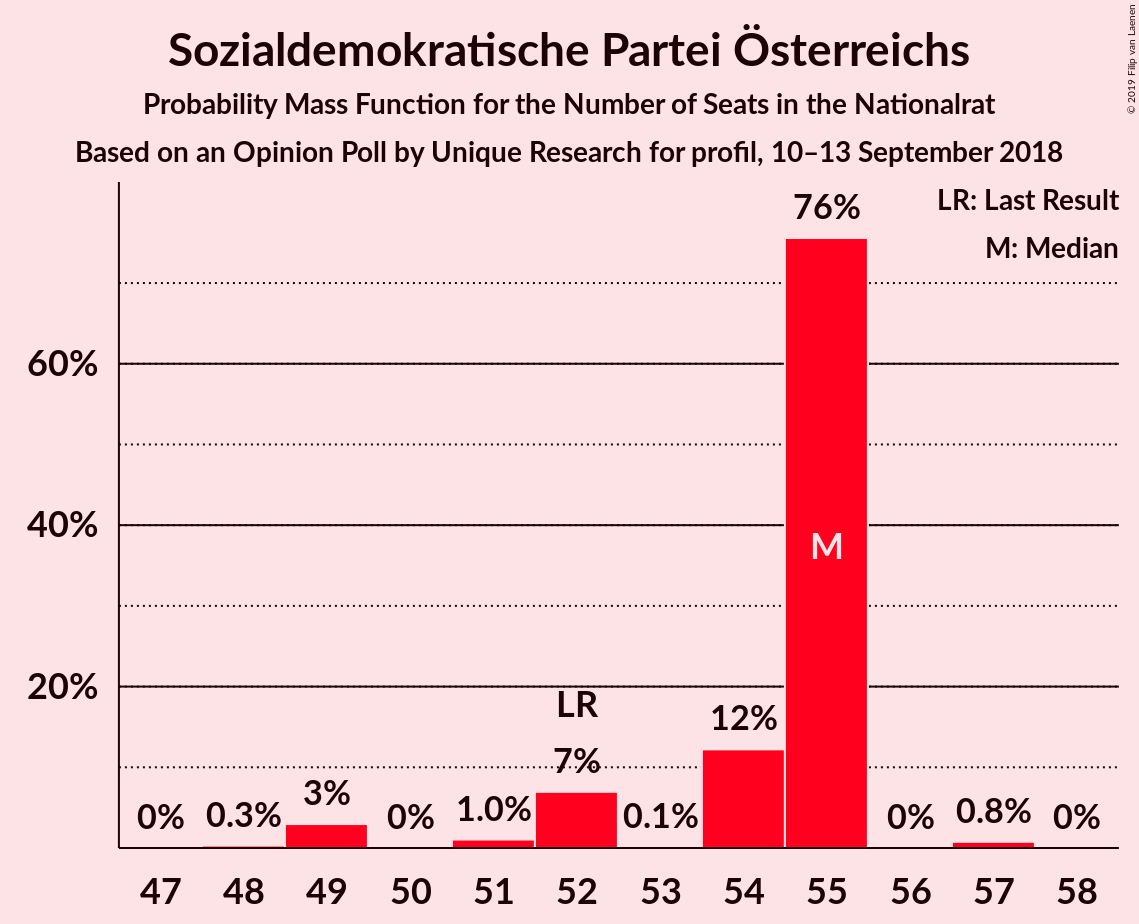 Sozialdemokratische Partei Österreichs
Probability Mass Function for the Number of Seats in the Nationalrat
Based on an Opinion Poll by Unique Research for profil, 10–13 September 2018
© 2019 Filip van Laenen
LR: Last Result
M: Median
76%
60%
40%
M
20%
LR
12%
7%
3%
0%
0.3%
0%
1.0%
0.1%
0%
0.8%
0%
47 48 49 50 51 52 53 54 55 56 57 58